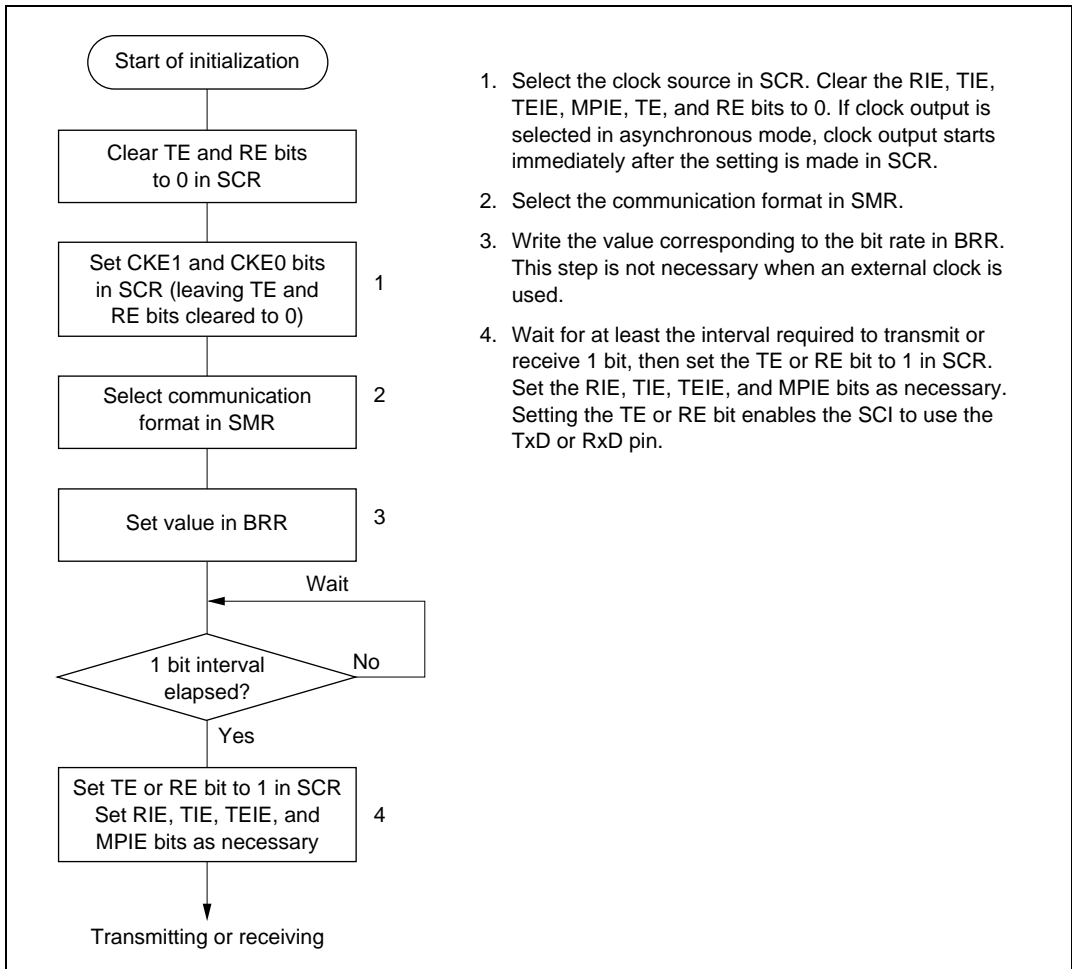 Start of initialization
Clear TE and RE bits
to 0 in SCR
Set CKE1 and CKE0 bits
in SCR (leaving TE and
RE bits cleared to 0)
1
Select communication
format in SMR
2
Set value in BRR
3
Wait
1 bit interval
elapsed?
No
Yes
Set TE or RE bit to 1 in SCR
Set RIE, TIE, TEIE, and
MPIE bits as necessary
4
Transmitting or receiving
1. Select the clock source in SCR. Clear the RIE, TIE,
TEIE, MPIE, TE, and RE bits to 0. If clock output is
selected in asynchronous mode, clock output starts
immediately after the setting is made in SCR.
2. Select the communication format in SMR.
3. Write the value corresponding to the bit rate in BRR.
This step is not necessary when an external clock is
used.
4. Wait for at least the interval required to transmit or
receive 1 bit, then set the TE or RE bit to 1 in SCR.
Set the RIE, TIE, TEIE, and MPIE bits as necessary.
Setting the TE or RE bit enables the SCI to use the
TxD or RxD pin.